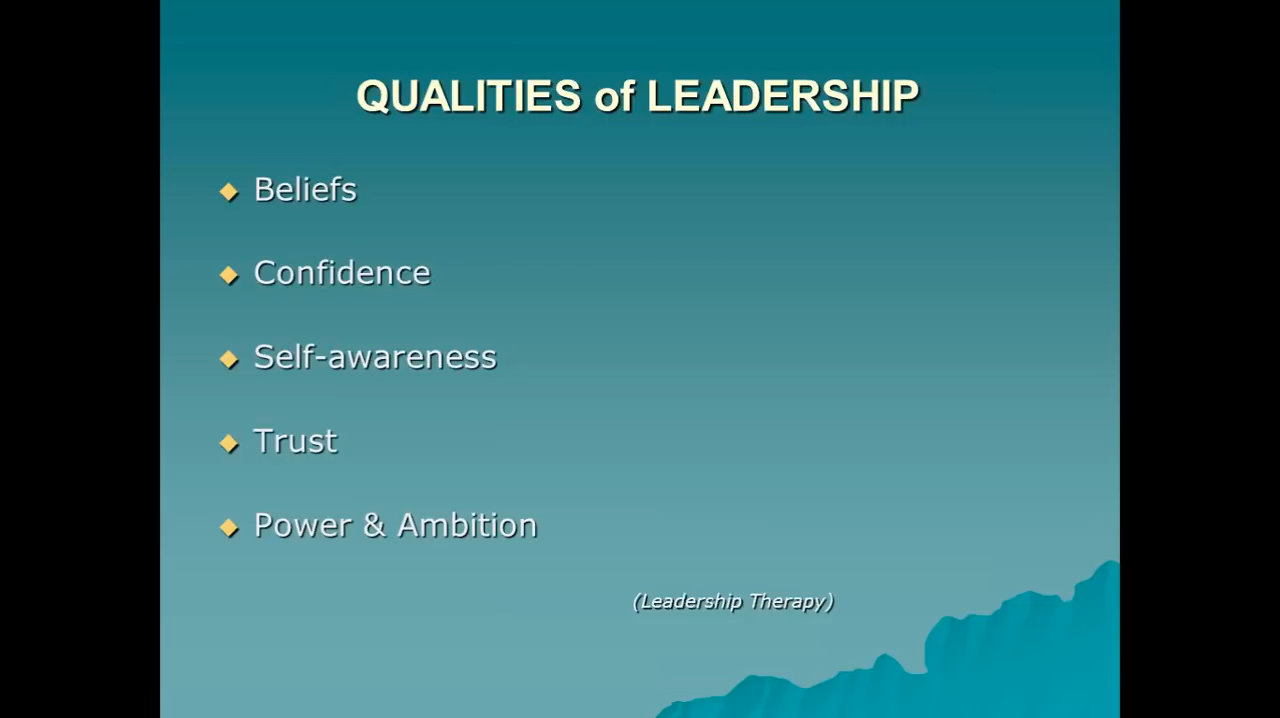 QUALITIES of LEADERSHIP
Beliefs
Confidence
Self-awareness
Trust
Power & Ambition
(Leadership Therapy)